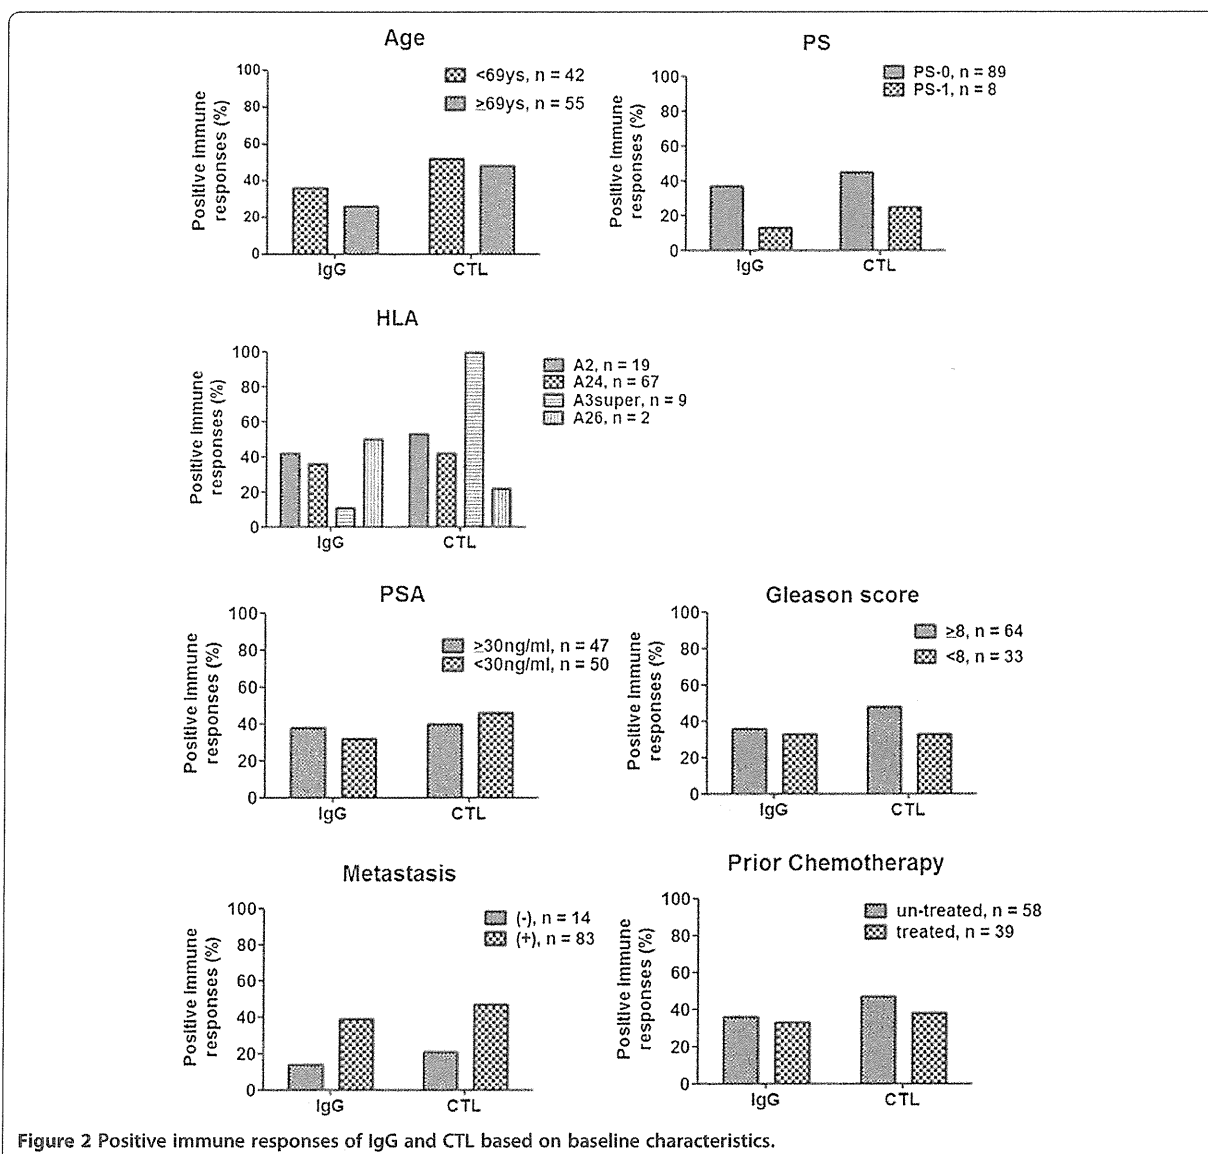 Age
Positive immune responses (%)
100
80
60
40
20
0
IgG
CTL
<69ys, n = 42
≥69ys, n = 55
PS
Positive immune responses (%)
100
80
60
40
20
0
IgG
CTL
PS-0, n = 89
PS-1, n = 8
HLA
Positive immune responses (%)
100
80
60
40
20
0
IgG
CTL
A2, n = 19
A24, n = 67
A3super, n = 9
A26, n = 2
PSA
Positive immune responses (%)
100
80
60
40
20
0
IgG
CTL
≥30ng/ml, n = 47
<30ng/ml, n = 50
Gleason score
Positive immune responses (%)
100
80
60
40
20
0
IgG
CTL
≥8, n = 64
<8, n = 33
Metastasis
Positive immune responses (%)
100
80
60
40
20
0
IgG
CTL
(-), n = 14
(+), n = 83
Prior Chemotherapy
Positive immune responses (%)
100
80
60
40
20
0
IgG
CTL
un-treated, n = 58
treated, n = 39
Figure 2 Positive immune responses of IgG and CTL based on baseline characteristics.